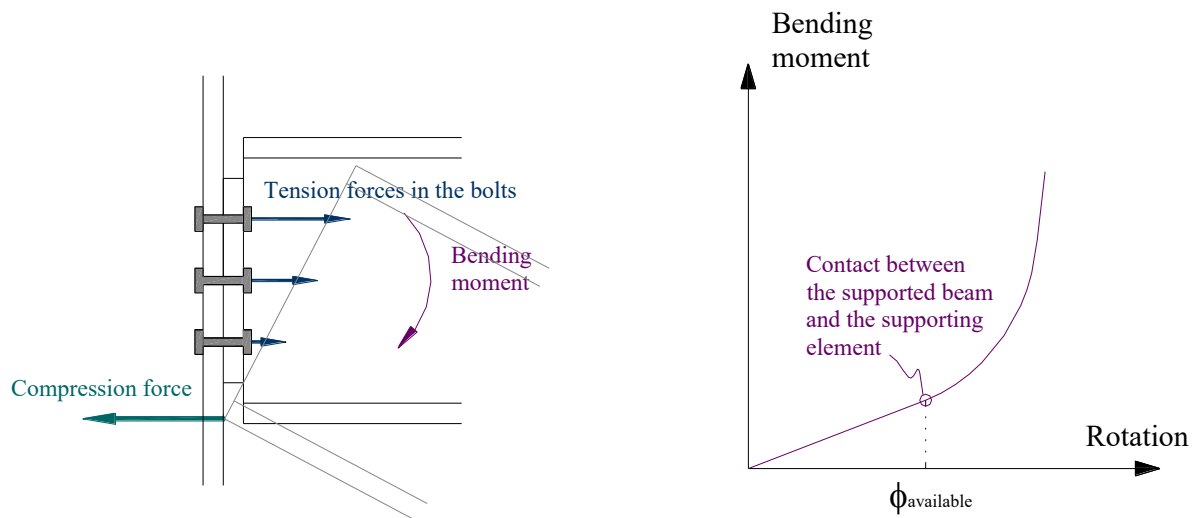 Tension forces in the bolts
Bending
moment
Compression force
Bending
moment
Contact between
the supported beam
and the supporting
element
Rotation
ϕavailable